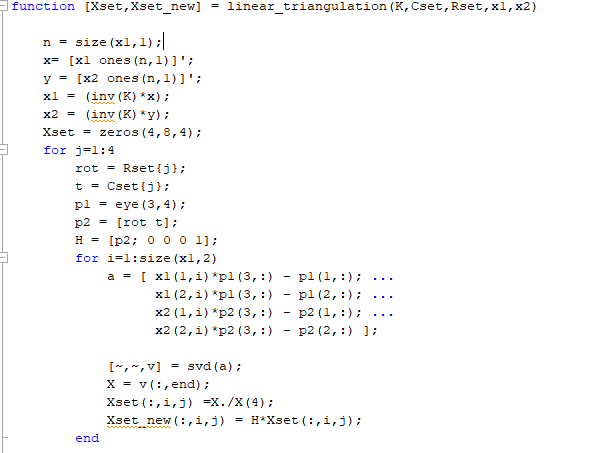 function [Xset,Xset_new] = linear_triangulation(K,Cset,Rset,x1,x2)
n = size(x1,1);
x= [x1 ones(n,1)]';
y = [x2 ones(n,1)]';
x1 = (inv(K)*x);
x2 = (inv(K)*y);
Xset = zeros(4,8,4);
for j=1:4
rot = Rset{j};
t = Cset{j};
p1 = eye(3,4);
p2 = [rot t];
H = [p2; 0 0 0 1];
for i=1:size(x1,2)
a = [ x1(1,i)*p1(3,:) - p1(1,:); ...
x1(2,i)*p1(3,:) - p1(2,:); ...
x2(1,i)*p2(3,:) - p2(1,:); ...
x2(2,i)*p2(3,:) - p2(2,:) ];
[~,~,v] = svd(a);
X = v(:,end);
Xset(:,i,j) =X./X(4);
Xset_new(:,i,j) = H*Xset(:,i,j);
end